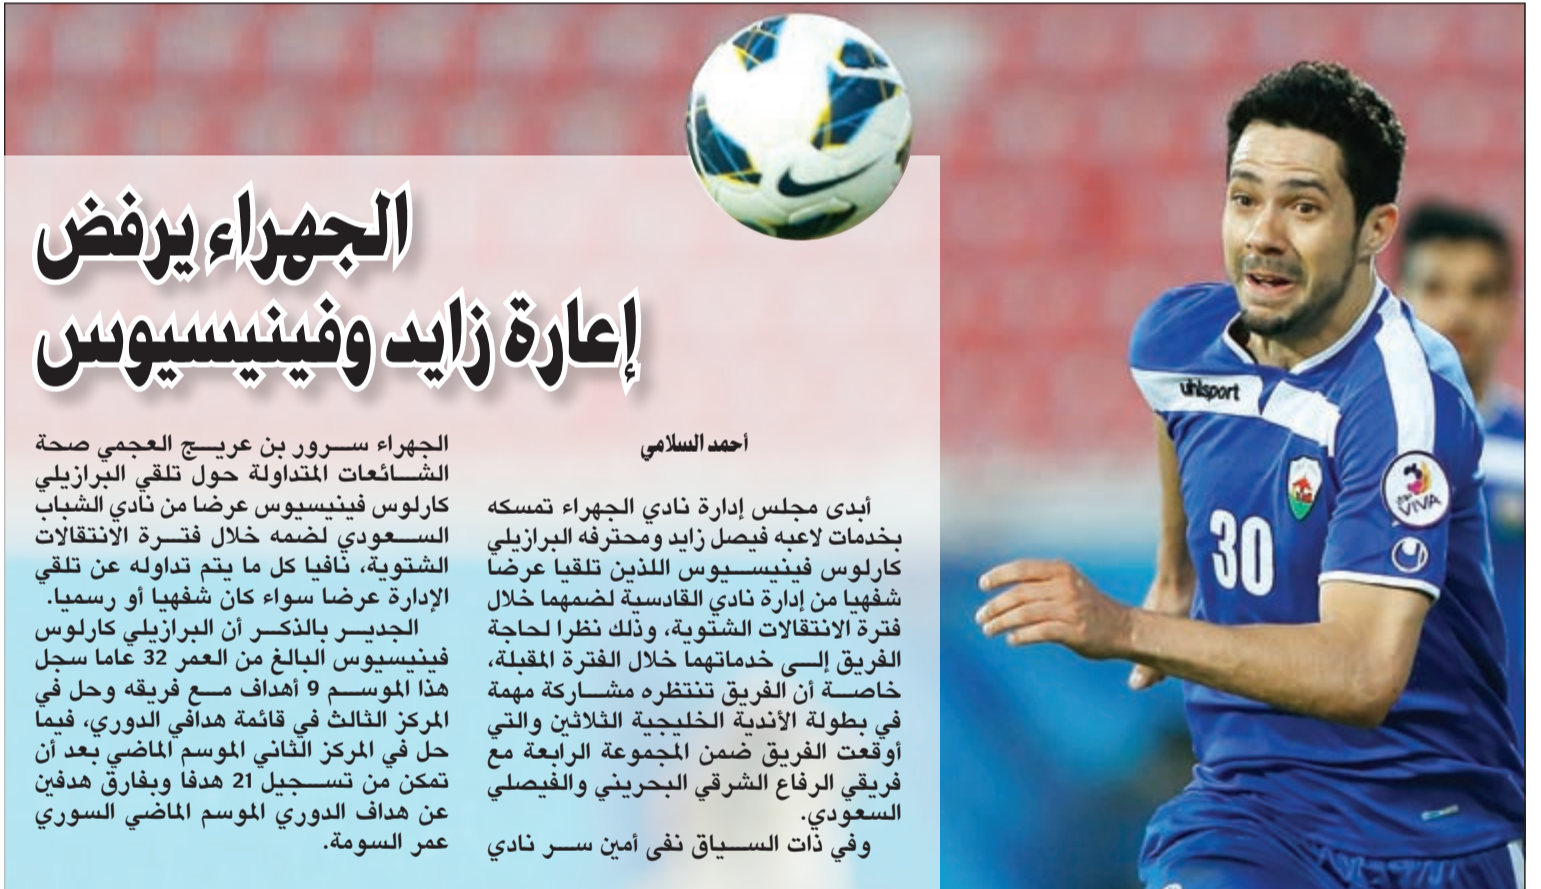 الجهراء يرفض
إعارة زايد وفينيسيوس
أحمد السلامي
أبدى مجلس إدارة نادي الجهراء تمسكه
بخدمات لاعبه فيصل زايد ومحترفه البرازيلي
كارلوس فينيسيوس اللذين تلقيا عرضا
شفهيا من إدارة نادي القادسية لضمهما خلال
فترة الانتقالات الشتوية، وذلك نظرا لحاجة
الفريق إلى خدماتهما خلال الفترة المقبلة،
خاصة أن الفريق تنتظره مشاركة مهمة
في بطولة الأندية الخليجية الثلاثين والتي
أوقعت الفريق ضمن المجموعة الرابعة مع
فريقي الرفاع الشرقي البحريني والفيصلي
السعودي.
وفي ذات السياق نفى أمين سر نادي
الجهراء سرور بن عريج العجمي صحة
الشائعات المتداولة حول تلقي البرازيلي
كارلوس فينيسيوس عرضا من نادي الشباب
السعودي لضمه خلال فترة الانتقالات
الشتوية، نافيا كل ما يتم تداوله عن تلقي
الإدارة عرضا سواء كان شفهيا أو رسميا.
الجدير بالذكر أن البرازيلي كارلوس
فينيسيوس البالغ من العمر 32 عاما سجل
هذا الموسم 9 أهداف مع فريقه وحل في
المركز الثالث في قائمة هدافي الدوري، فيما
حل في المركز الثاني الموسم الماضي بعد أن
تمكن من تسجيل 21 هدفا وبفارق هدفين
عن هداف الدوري الموسم الماضي السوري
عمر السومة.
uhlsport
VIVA
30